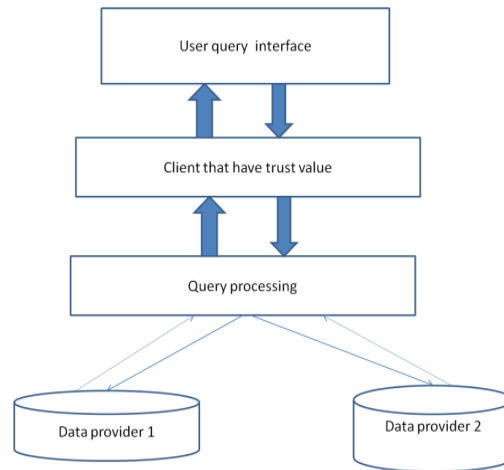 User query interface
Client that have trust value
Query processing
Data provider 1
Data provider 2